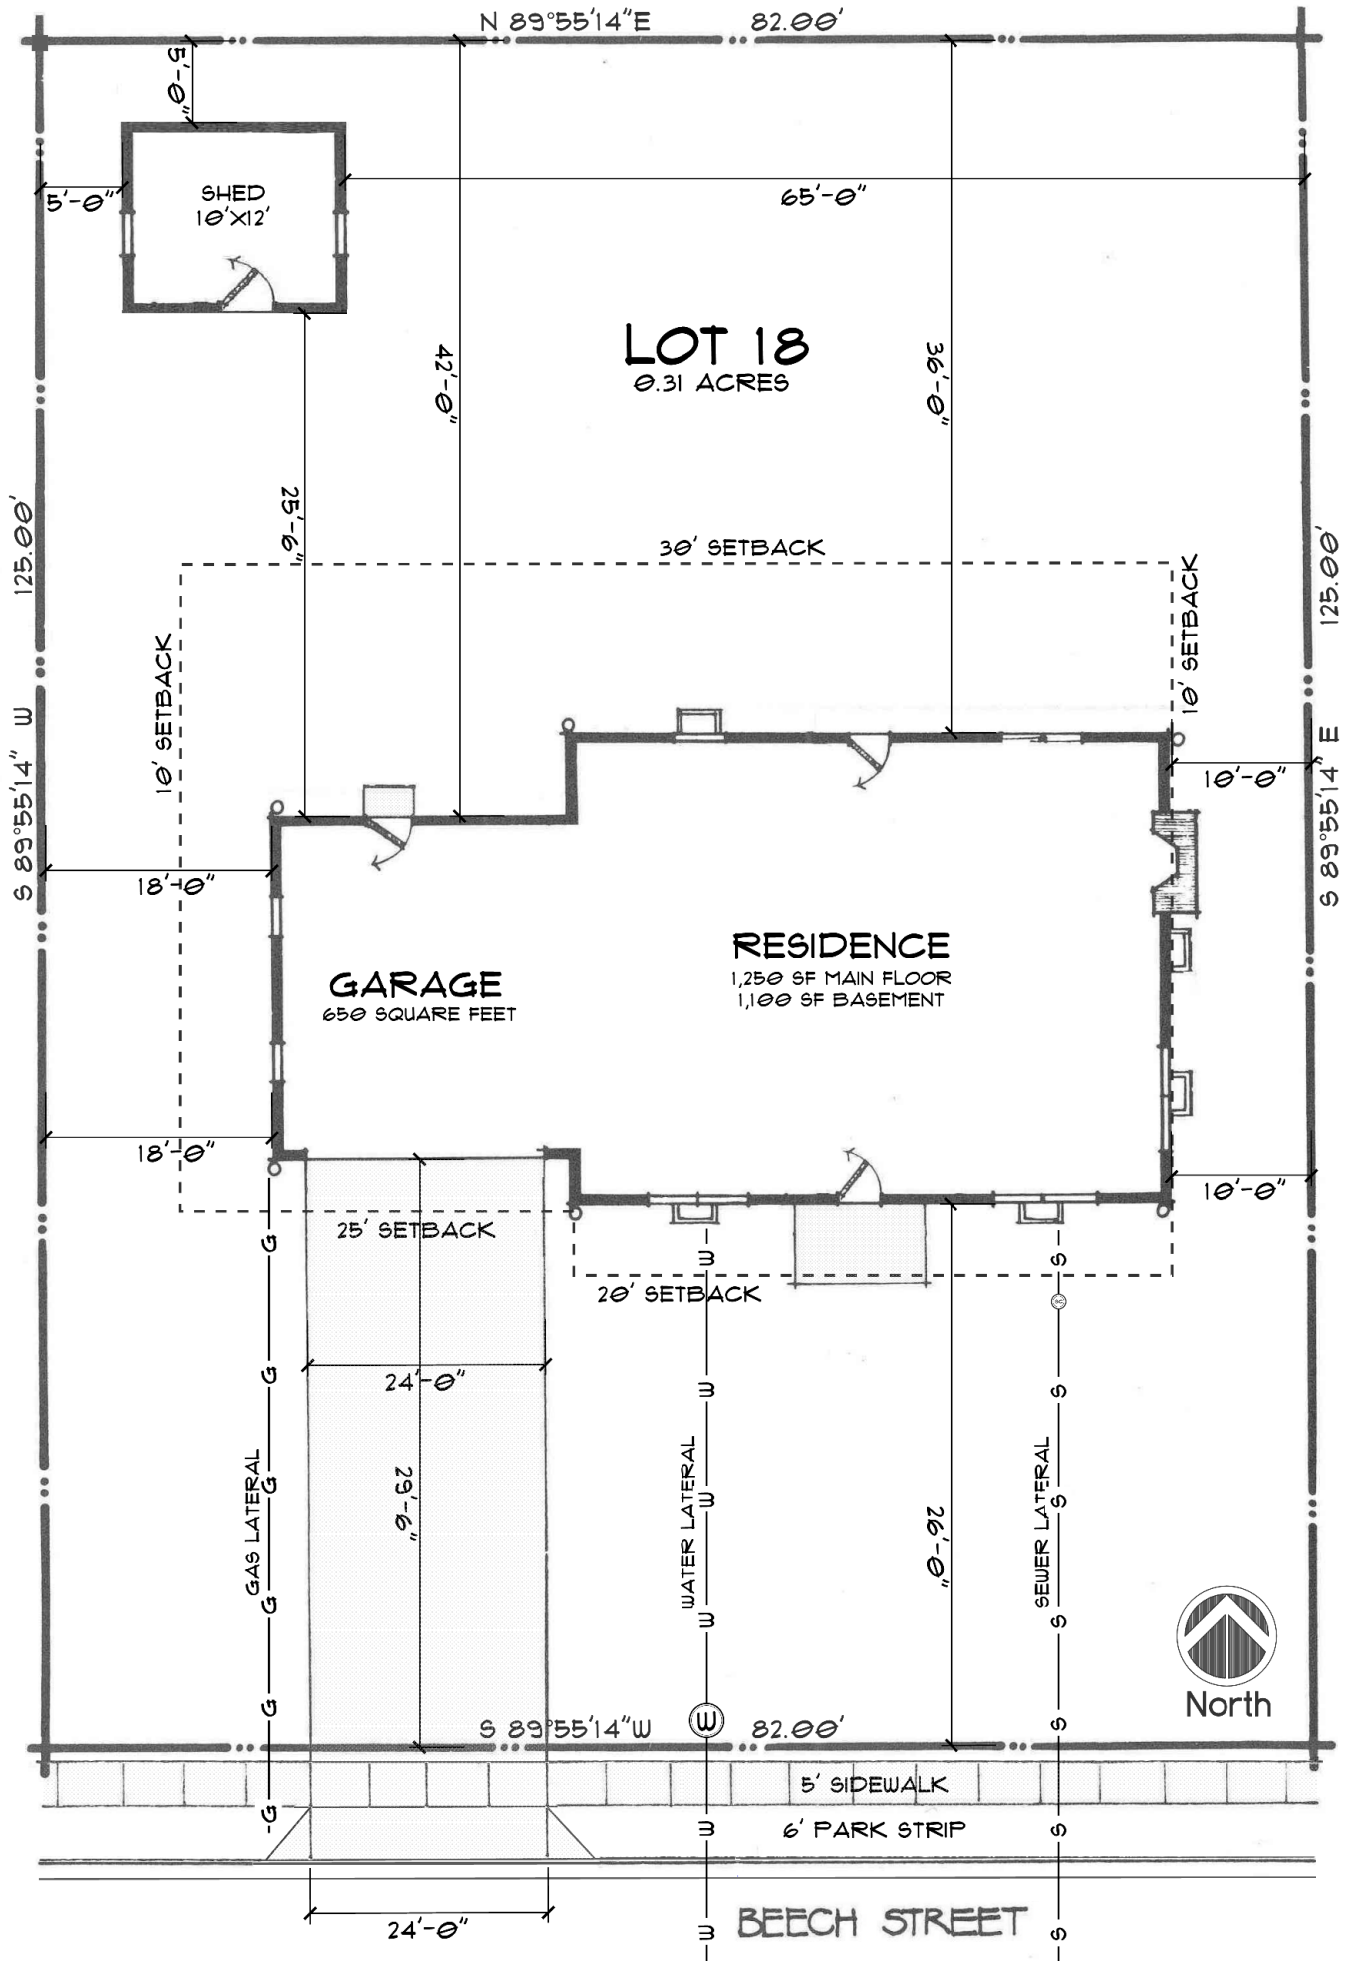 N 89°55'14"E 82.00'
5'-0"
5'-0"
SHED
10'X12'
65'-0"
LOT 18
0.31 ACRES
42'-0"
36'-0"
25'-6"
125.00'
S 89°55'14" W
125.00'
S 89°55'14" E
30' SETBACK
10' SETBACK
10' SETBACK
10'-0"
18'-0"
RESIDENCE
1,250 SF MAIN FLOOR
1,100 SF BASEMENT
GARAGE
650 SQUARE FEET
18'-0"
10'-0"
25' SETBACK
20' SETBACK
G
W
S
SC
G
W
S
24'-0"
GAS LATERAL
29'-6"
WATER LATERAL
26'-0"
SEWER LATERAL
G
W
S
G
W
S
G
S
North
S 89°55'14"W
W
82.00'
5' SIDEWALK
G
6' PARK STRIP
W
S
24'-0"
BEECH STREET
W
S